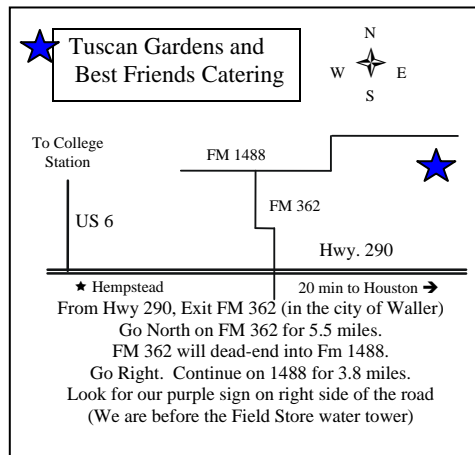 Tuscan Gardens and
Best Friends Catering
N
W E
S
To College
Station
FM 1488
FM 362
US 6
Hwy. 290
Hempstead
20 min to Houston
From Hwy 290, Exit FM 362 (in the city of Waller)
Go North on FM 362 for 5.5 miles.
FM 362 will dead-end into Fm 1488.
Go Right. Continue on 1488 for 3.8 miles.
Look for our purple sign on right side of the road
(We are before the Field Store water tower)